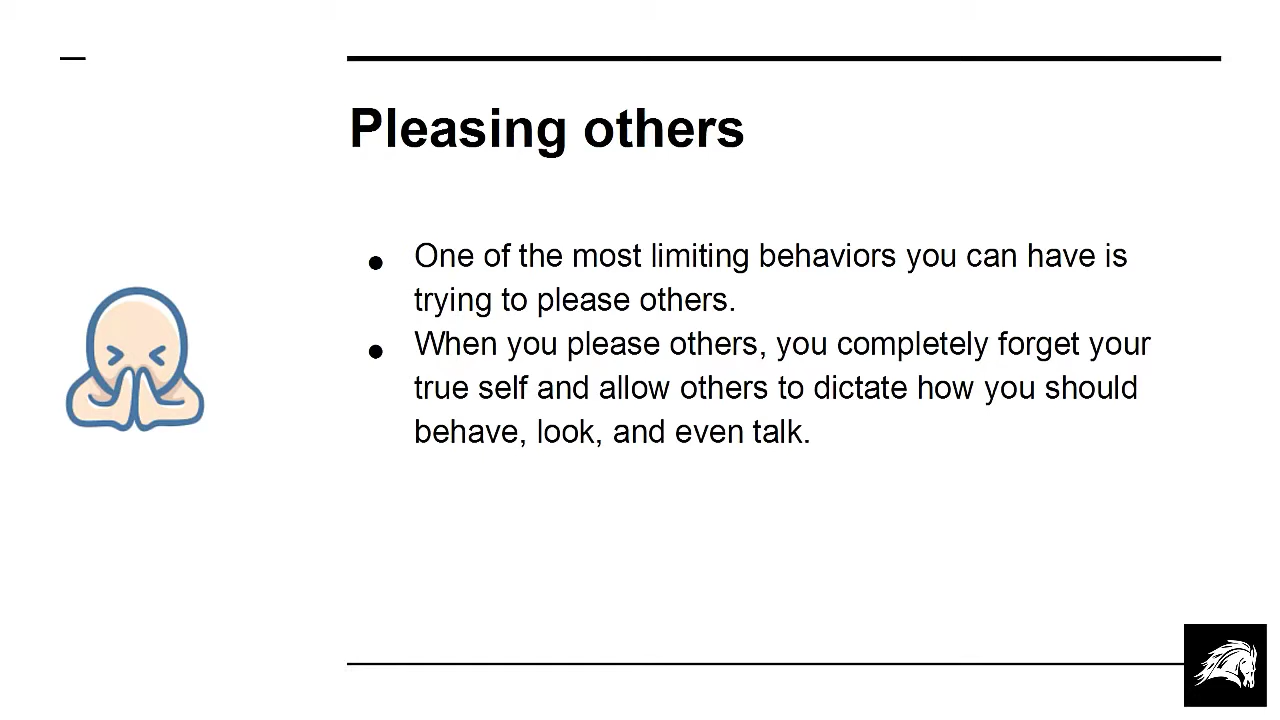 Pleasing others
● One of the most limiting behaviors you can have is
trying to please others.
● When you please others, you completely forget your
true self and allow others to dictate how you should
behave, look, and even talk.